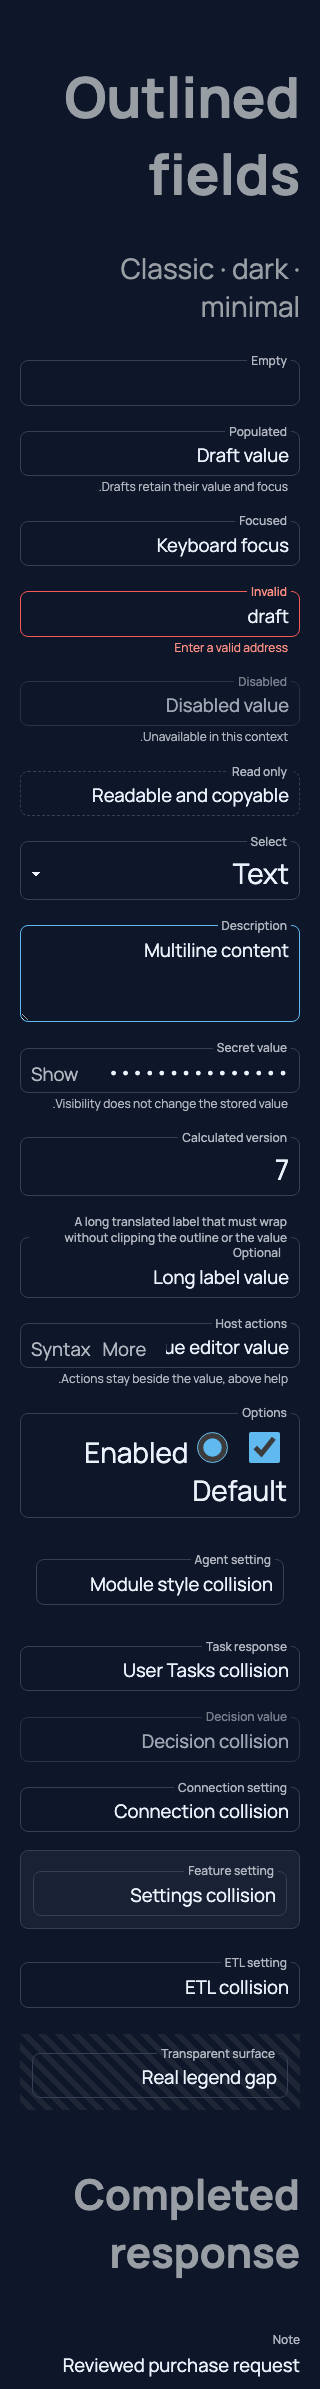 Outlined
fields
Classic · dark ·
minimal
Empty
Populated
Draft value
.Drafts retain their value and focus
Focused
Keyboard focus
Invalid
draft
Enter a valid address
Disabled
Disabled value
.Unavailable in this context
Read only
Readable and copyable
Select
Text
Description
Multiline content
Secret value
Show •••••••••••••••
.Visibility does not change the stored value
Calculated version
7
A long translated label that must wrap
without clipping the outline or the value
Optional
Long label value
Host actions
Syntax More ue editor value
.Actions stay beside the value, above help
Options
Enabled
Default
Agent setting
Module style collision
Task response
User Tasks collision
Decision value
Decision collision
Connection setting
Connection collision
Feature setting
Settings collision
ETL setting
ETL collision
Transparent surface
Real legend gap
Completed
response
Note
Reviewed purchase request